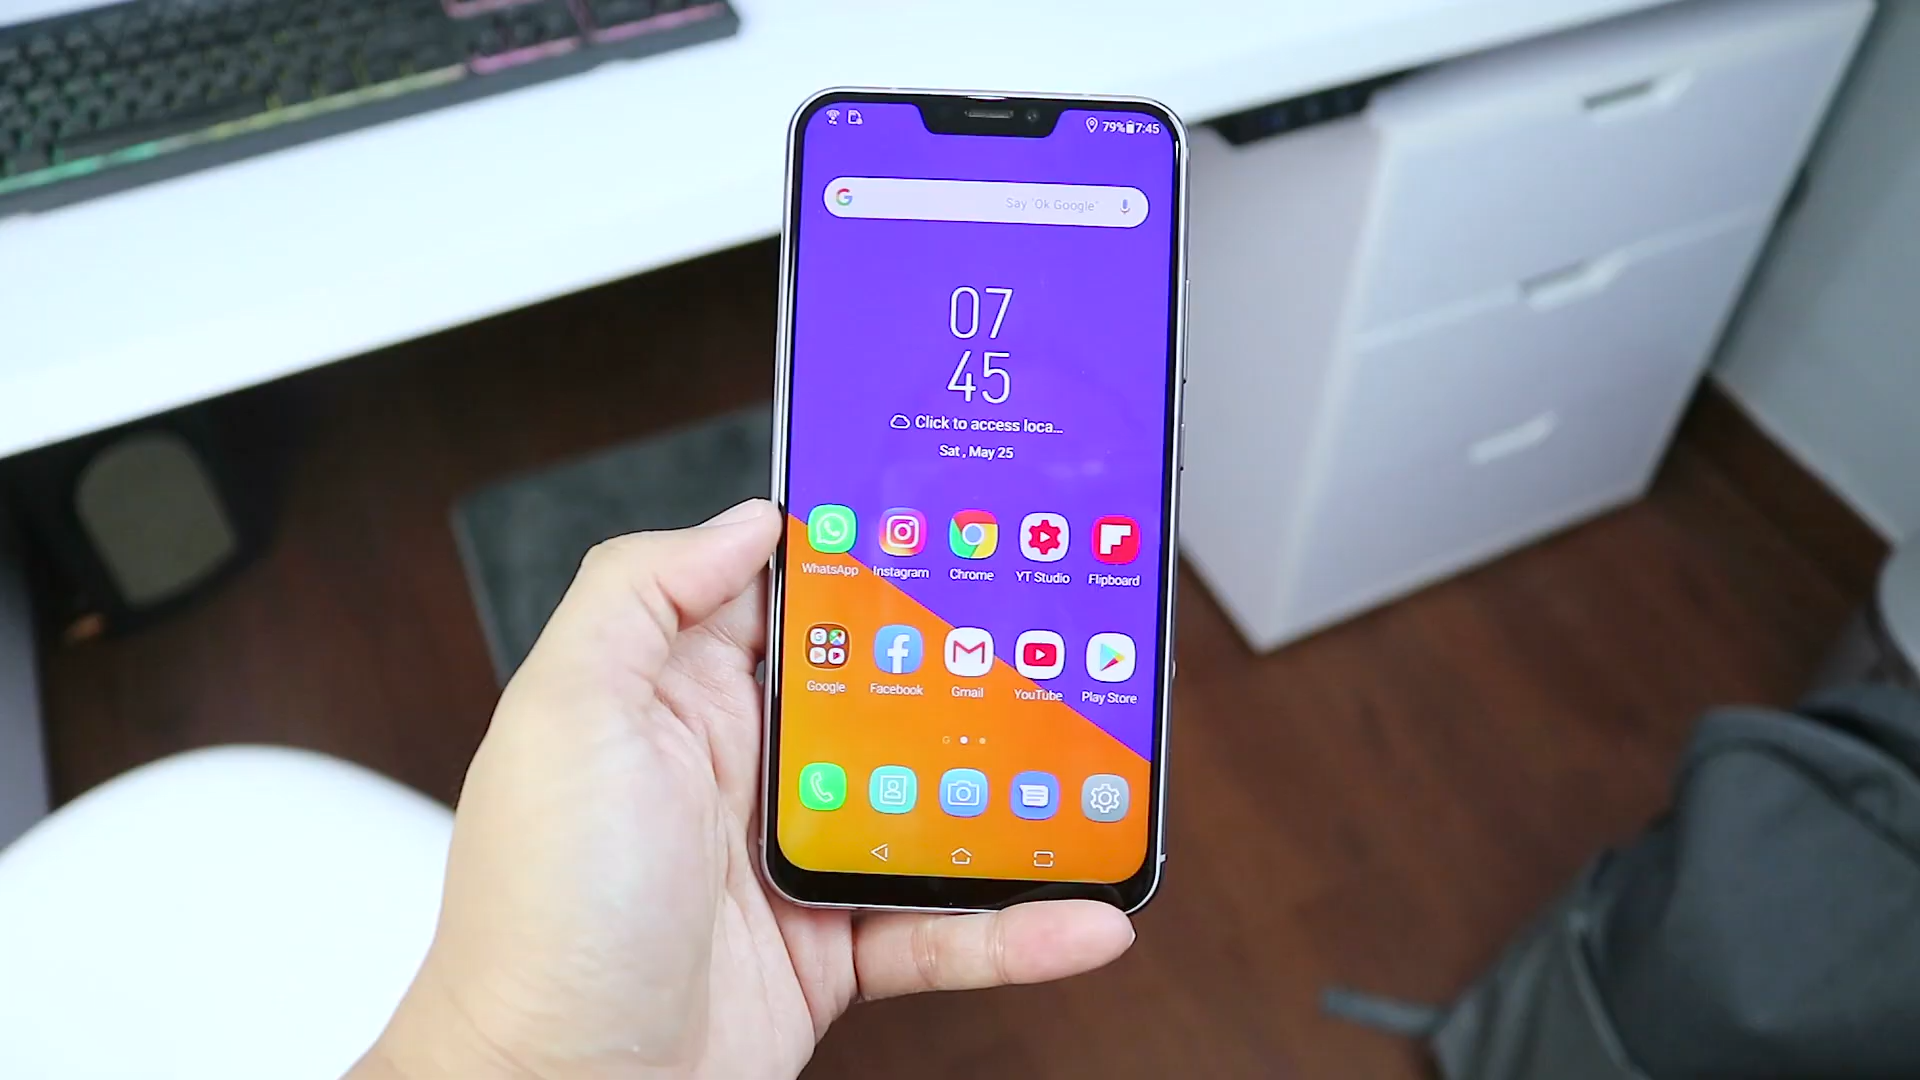 79% 7:45
Say "Ok Google"
07
45
Click to access loca...
Sat , May 25
WhatsApp Instagram Chrome YT Studio Flipboard
Google Facebook Gmail YouTube Play Store